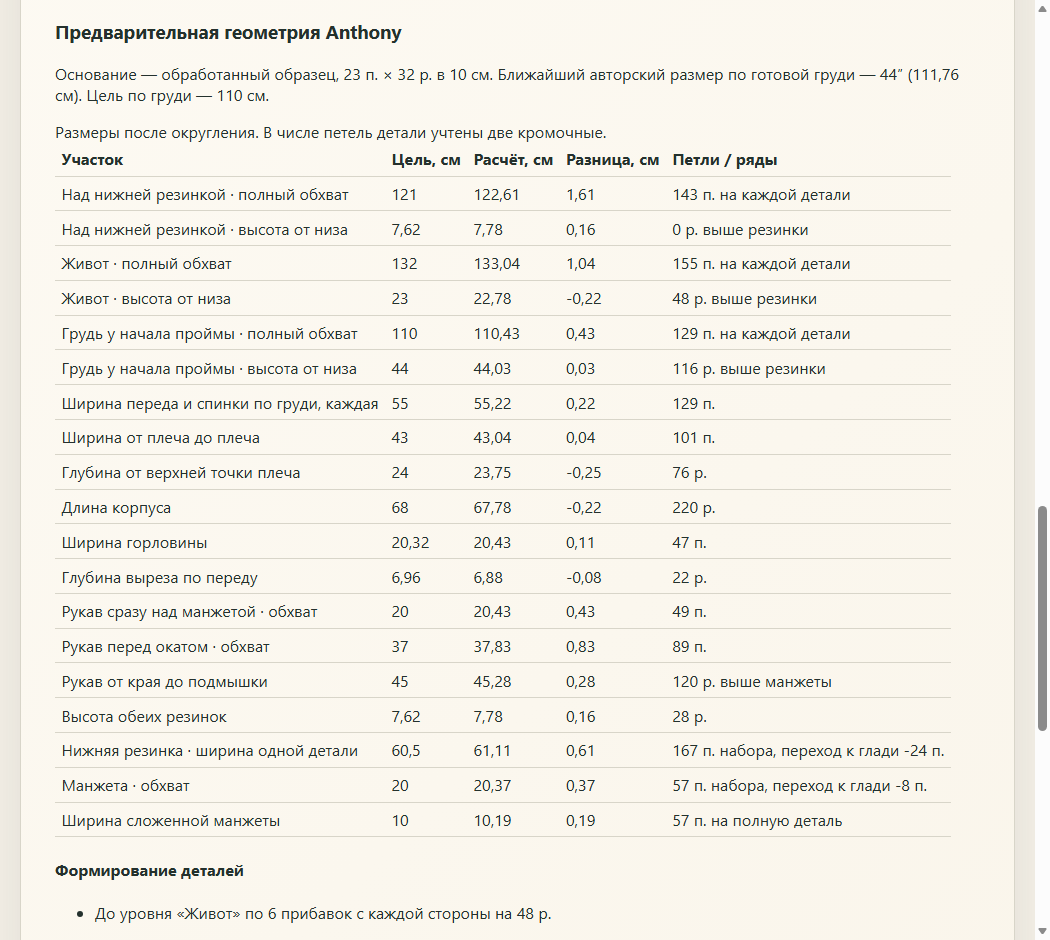 Предварительная геометрия Anthony
Основание — обработанный образец, 23 п. × 32 р. в 10 см. Ближайший авторский размер по готовой груди — 44″ (111,76
см). Цель по груди — 110 см.
Размеры после округления. В числе петель детали учтены две кромочные.
Участок Цель, см Расчёт, см Разница, см Петли / ряды
Над нижней резинкой · полный обхват 121 122,61 1,61 143 п. на каждой детали
Над нижней резинкой · высота от низа 7,62 7,78 0,16 0 р. выше резинки
Живот · полный обхват 132 133,04 1,04 155 п. на каждой детали
Живот · высота от низа 23 22,78 -0,22 48 р. выше резинки
Грудь у начала проймы · полный обхват 110 110,43 0,43 129 п. на каждой детали
Грудь у начала проймы · высота от низа 44 44,03 0,03 116 р. выше резинки
Ширина переда и спинки по груди, каждая 55 55,22 0,22 129 п.
Ширина от плеча до плеча 43 43,04 0,04 101 п.
Глубина от верхней точки плеча 24 23,75 -0,25 76 р.
Длина корпуса 68 67,78 -0,22 220 р.
Ширина горловины 20,32 20,43 0,11 47 п.
Глубина выреза по переду 6,96 6,88 -0,08 22 р.
Рукав сразу над манжетой · обхват 20 20,43 0,43 49 п.
Рукав перед окатом · обхват 37 37,83 0,83 89 п.
Рукав от края до подмышки 45 45,28 0,28 120 р. выше манжеты
Высота обеих резинок 7,62 7,78 0,16 28 р.
Нижняя резинка · ширина одной детали 60,5 61,11 0,61 167 п. набора, переход к глади -24 п.
Манжета · обхват 20 20,37 0,37 57 п. набора, переход к глади -8 п.
Ширина сложенной манжеты 10 10,19 0,19 57 п. на полную деталь
Формирование деталей
• До уровня «Живот» по 6 прибавок с каждой стороны на 48 р.